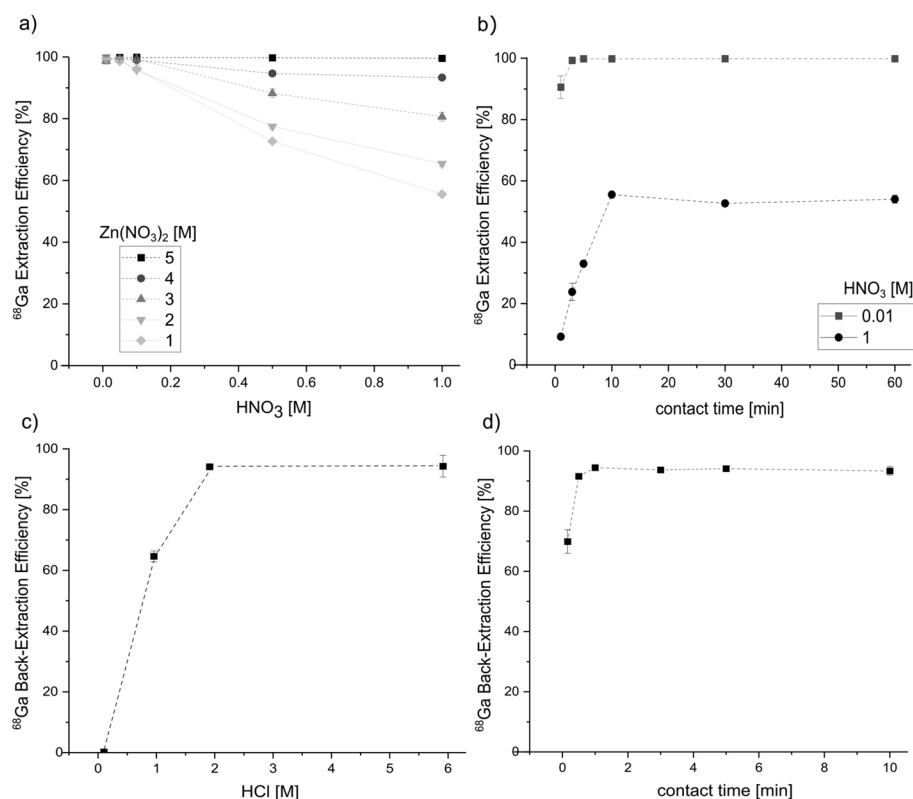 a)
⁶⁸Ga Extraction Efficiency [%]
100
80
60
40
20
0
Zn(NO₃)₂ [M]
5
4
3
2
1
0.0 0.2 0.4 0.6 0.8 1.0
HNO₃ [M]
b)
⁶⁸Ga Extraction Efficiency [%]
100
80
60
40
20
0
HNO₃ [M]
0.01
1
0 10 20 30 40 50 60
contact time [min]
c)
⁶⁸Ga Back-Extraction Efficiency [%]
100
80
60
40
20
0
0 1 2 3 4 5 6
HCl [M]
d)
⁶⁸Ga Back-Extraction Efficiency [%]
100
80
60
40
20
0
0 2 4 6 8 10
contact time [min]